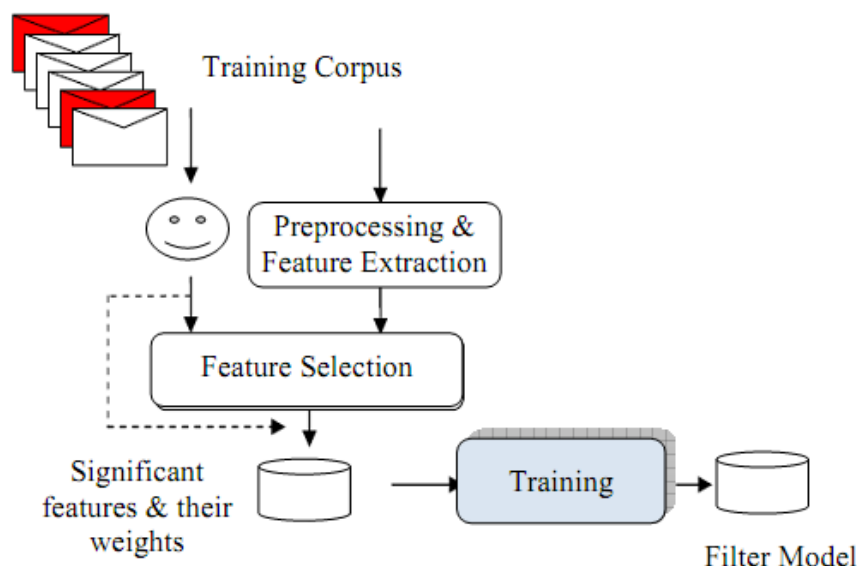 Training Corpus
Preprocessing &
Feature Extraction
Feature Selection
Significant
features & their
weights
Training
Filter Model